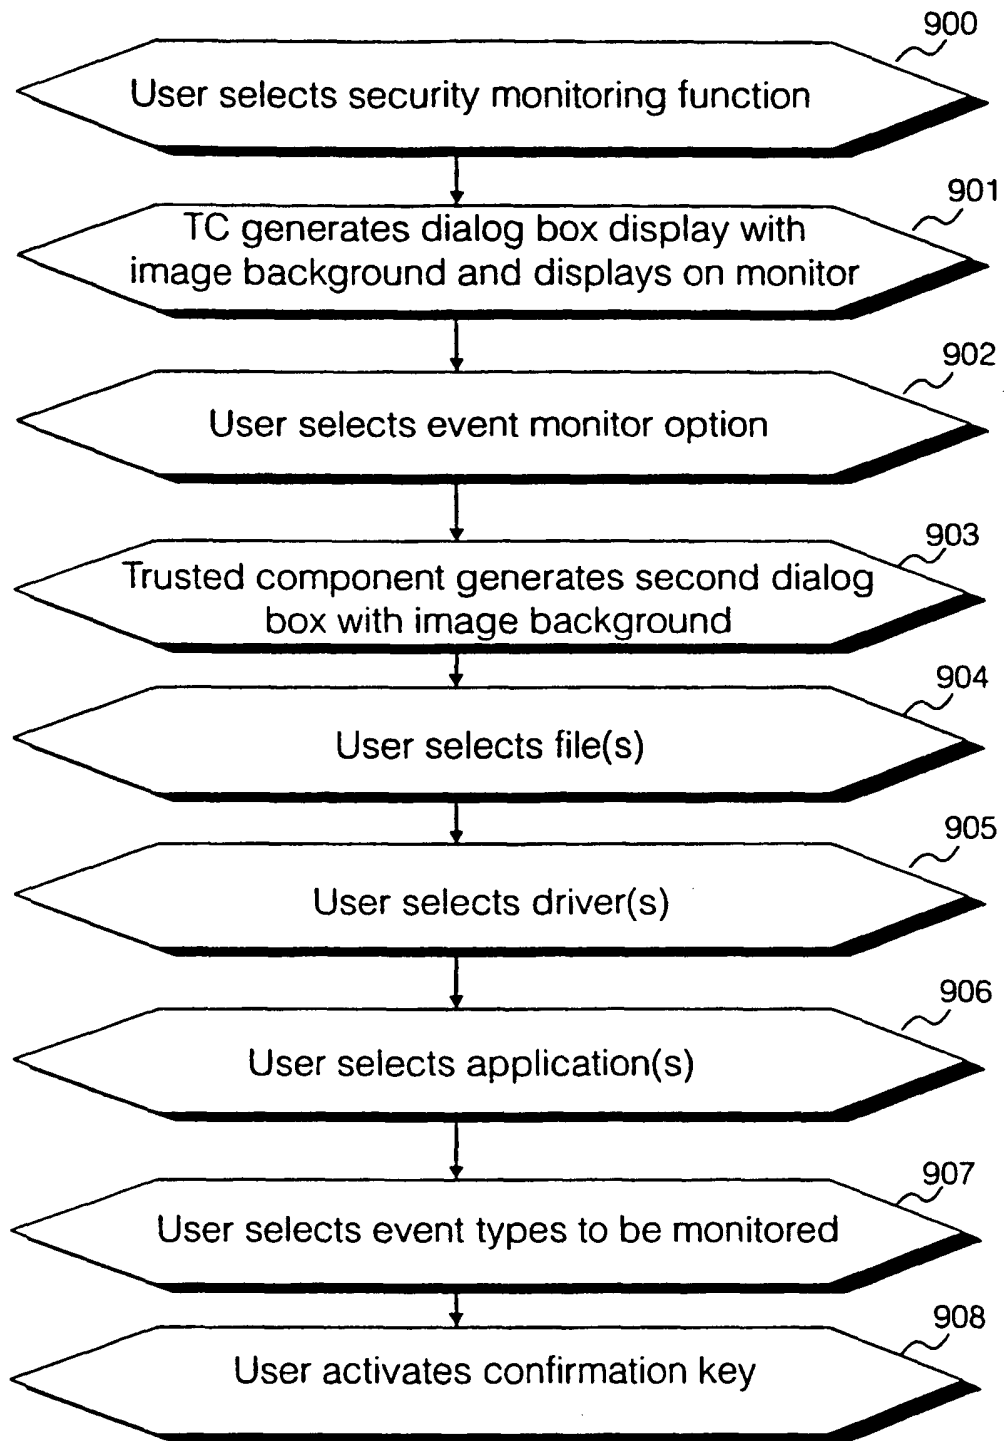 900
User selects security monitoring function
901
TC generates dialog box display with
image background and displays on monitor
902
User selects event monitor option
903
Trusted component generates second dialog
box with image background
904
User selects file(s)
905
User selects driver(s)
906
User selects application(s)
907
User selects event types to be monitored
908
User activates confirmation key